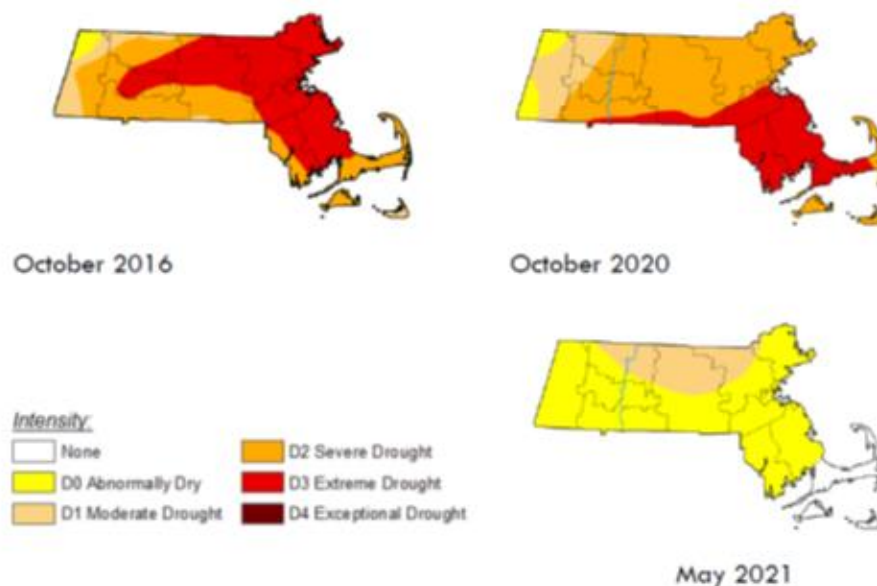 October 2016
October 2020
Intensity:
None
D0 Abnormally Dry
D1 Moderate Drought
D2 Severe Drought
D3 Extreme Drought
D4 Exceptional Drought
May 2021